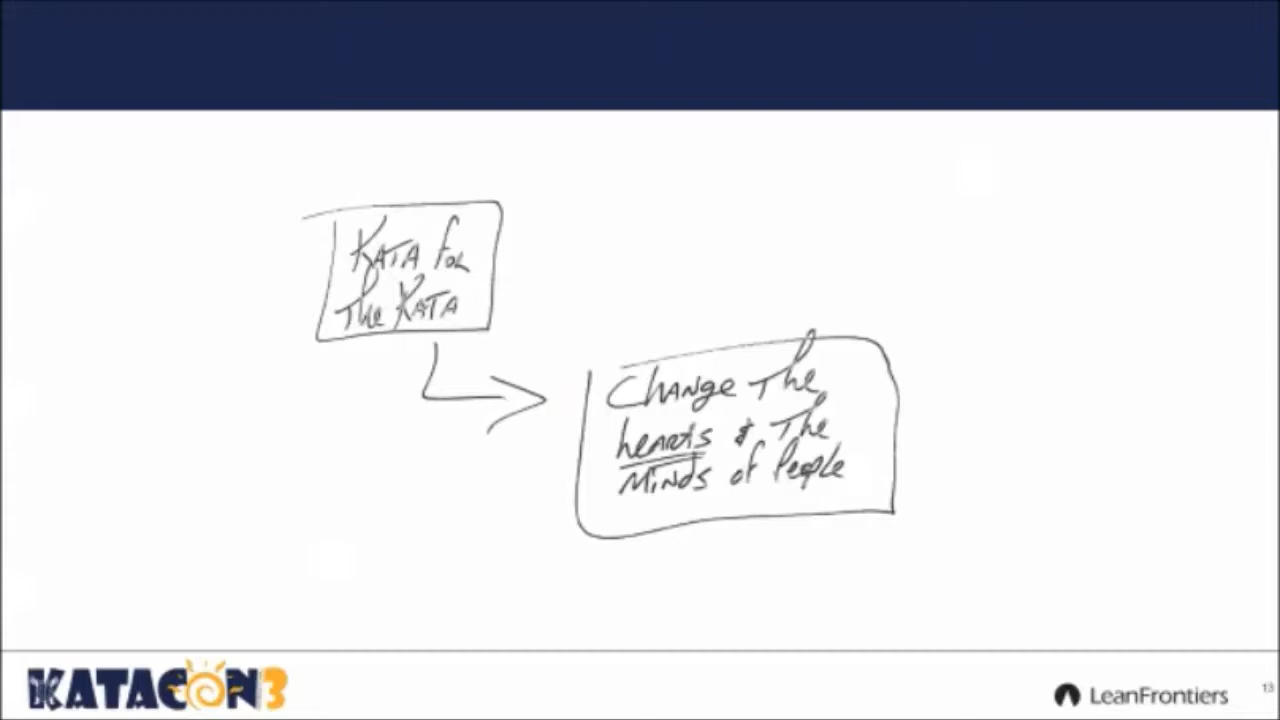 KATA for
The KATA
Change The
hearts & The
Minds of People
KATACON3
LeanFrontiers
13